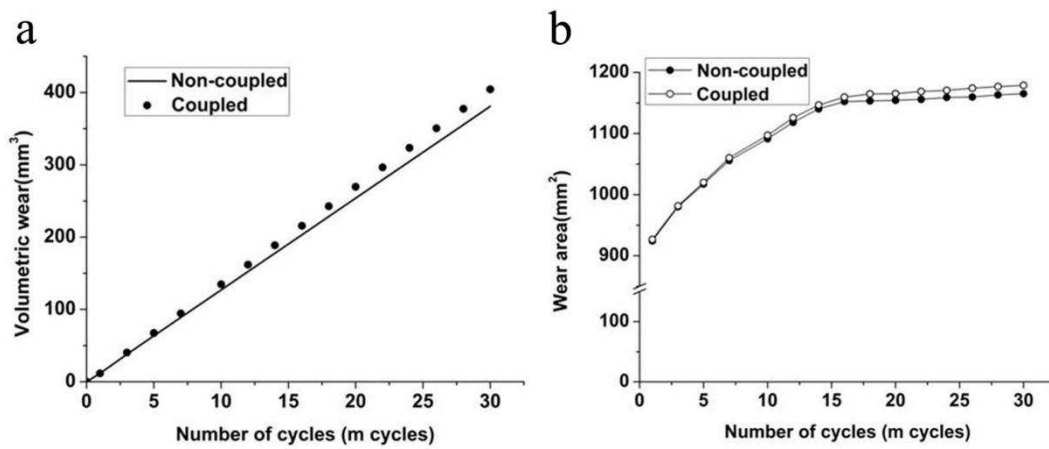 a
Volumetric wear(mm³)
400
300
200
100
0
Non-coupled
Coupled
0 5 10 15 20 25 30
Number of cycles (m cycles)
b
Wear area(mm²)
1200
1100
1000
900
100
0
Non-coupled
Coupled
0 5 10 15 20 25 30
Number of cycles (m cycles)